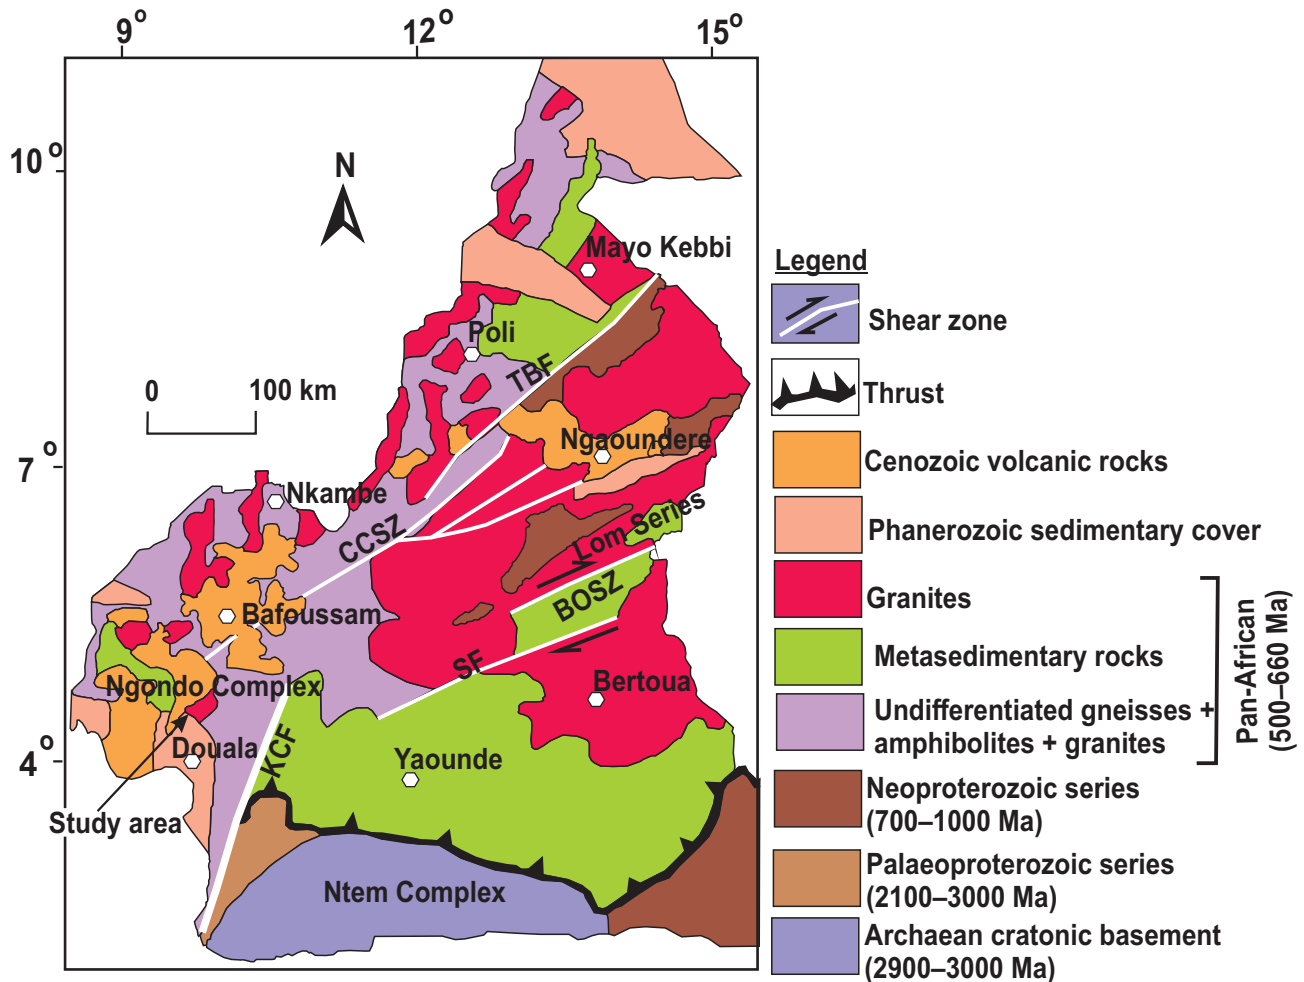 9°
12°
15°
10°
7°
4°
N
0
100 km
Mayo Kebbi
Poli
TBF
Ngaoundere
Nkambe
CCSZ
Lom Series
BOSZ
Bafoussam
SF
Bertoua
Ngondo Complex
Douala
KCF
Yaounde
Study area
Ntem Complex
Legend
Shear zone
Thrust
Cenozoic volcanic rocks
Phanerozoic sedimentary cover
Granites
Metasedimentary rocks
Undifferentiated gneisses +
amphibolites + granites
Pan-African
(500–660 Ma)
Neoproterozoic series
(700–1000 Ma)
Palaeoproterozoic series
(2100–3000 Ma)
Archaean cratonic basement
(2900–3000 Ma)